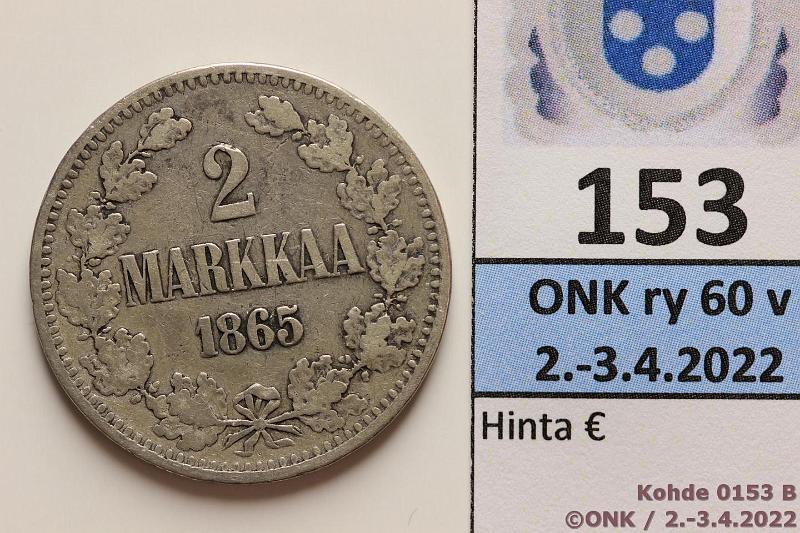 2
MARKKAA
1865
153
ONK ry 60 v
2.-3.4.2022
Hinta €
Kohde 0153 B
©ONK / 2.-3.4.2022